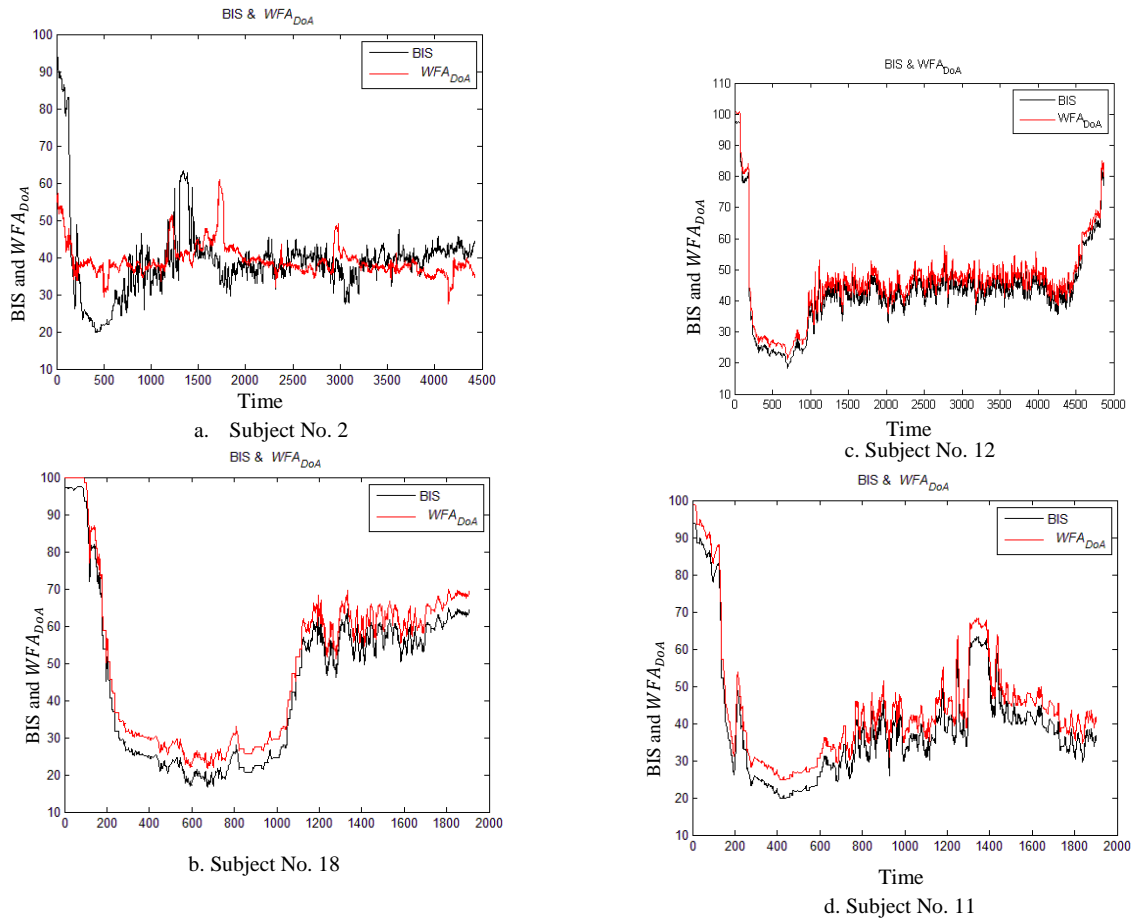 BIS & WFA_DoA
BIS
WFA_DoA
BIS and WFA_DoA
100
90
80
70
60
50
40
30
20
10
0 500 1000 1500 2000 2500 3000 3500 4000 4500
Time
a. Subject No. 2
BIS & WFA_DoA
BIS
WFA_DoA
BIS and WFA_DoA
110
100
90
80
70
60
50
40
30
20
10
0 500 1000 1500 2000 2500 3000 3500 4000 4500 5000
Time
c. Subject No. 12
BIS & WFA_DoA
BIS
WFA_DoA
BIS and WFA_DoA
100
90
80
70
60
50
40
30
20
10
0 200 400 600 800 1000 1200 1400 1600 1800 2000
b. Subject No. 18
BIS & WFA_DoA
BIS
WFA_DoA
BIS and WFA_DoA
100
90
80
70
60
50
40
30
20
10
0 200 400 600 800 1000 1200 1400 1600 1800 2000
Time
d. Subject No. 11